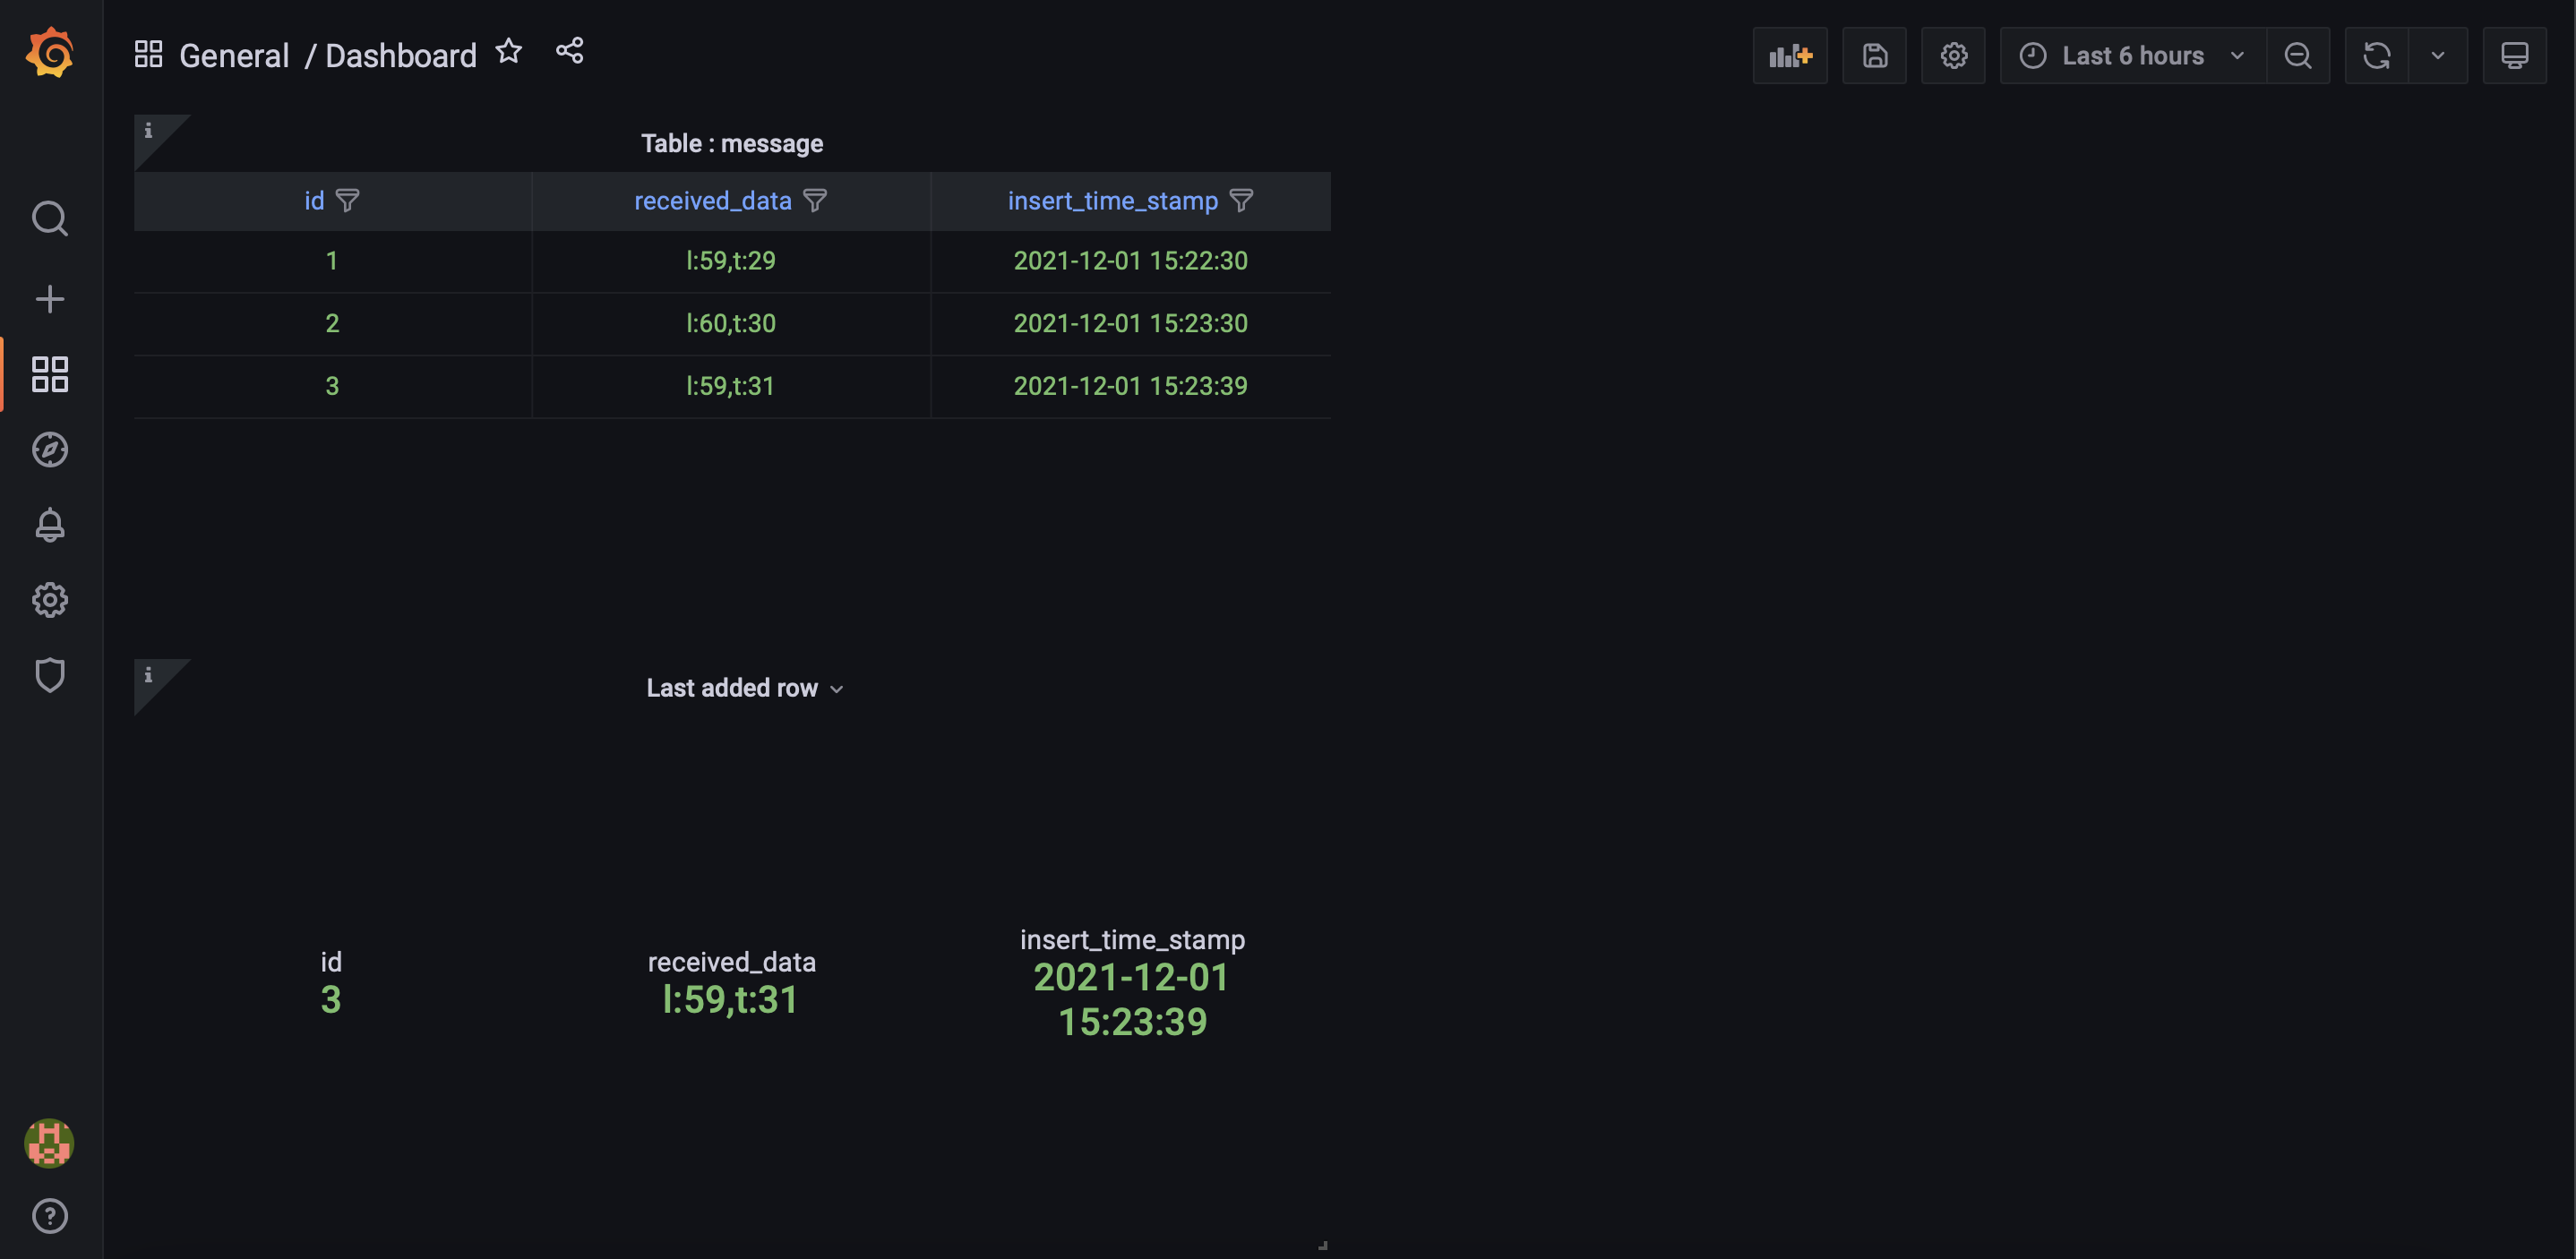 General / Dashboard
Last 6 hours
Table : message
id received_data insert_time_stamp
1 l:59,t:29 2021-12-01 15:22:30
2 l:60,t:30 2021-12-01 15:23:30
3 l:59,t:31 2021-12-01 15:23:39
Last added row
id
3
received_data
l:59,t:31
insert_time_stamp
2021-12-01
15:23:39